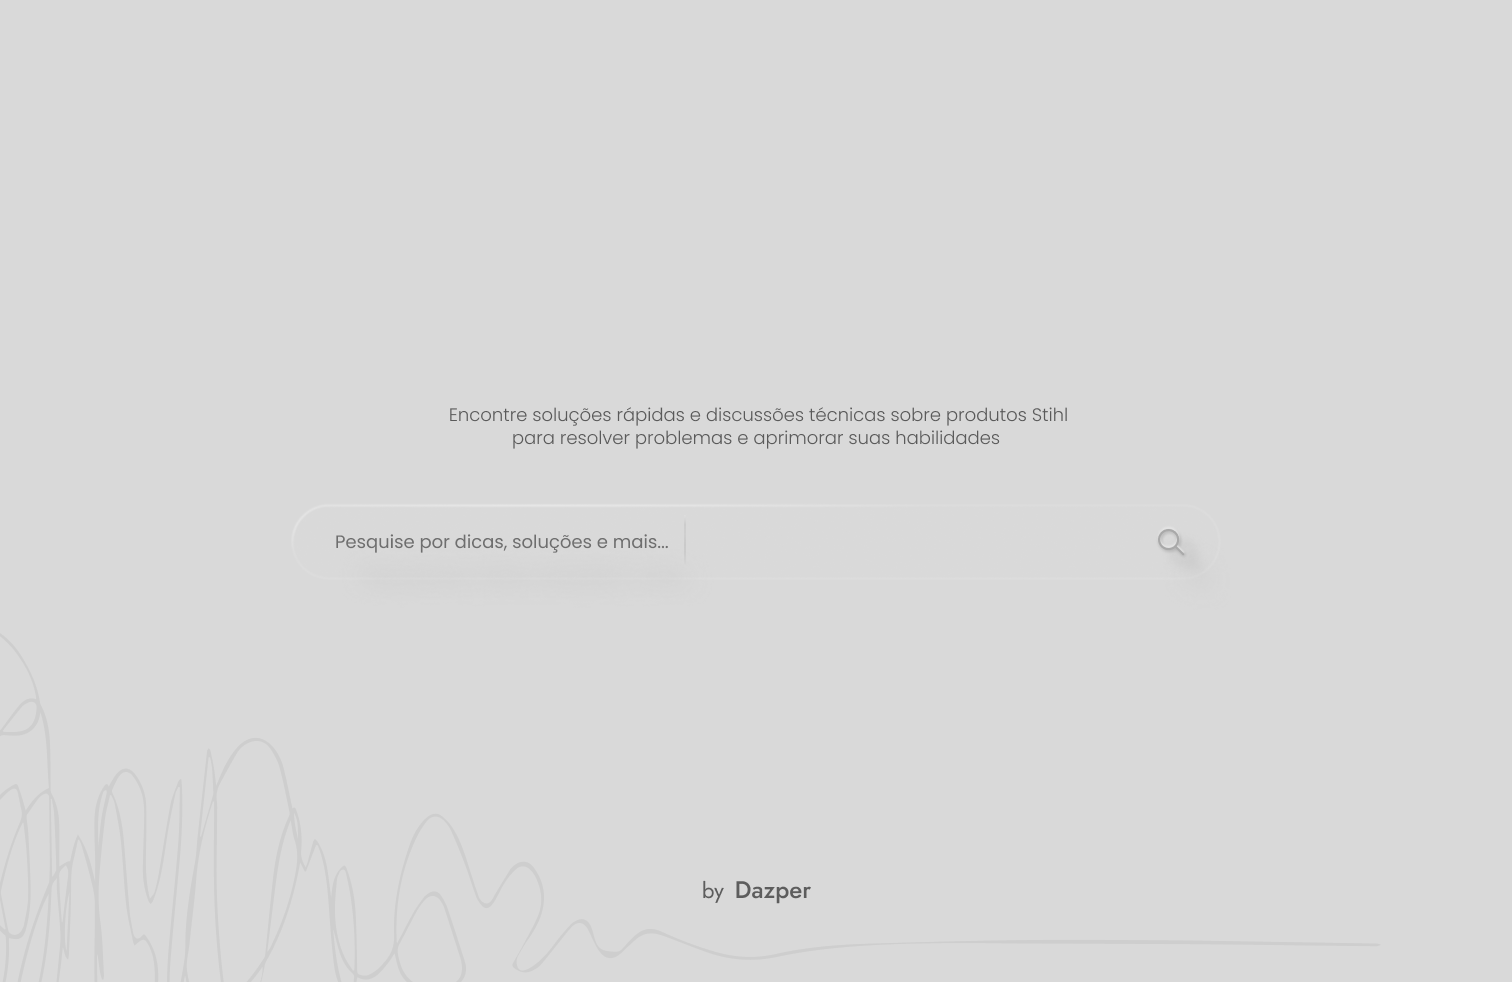 Encontre soluções rápidas e discussões técnicas sobre produtos Stihl
para resolver problemas e aprimorar suas habilidades
Pesquise por dicas, soluções e mais...
by Dazper